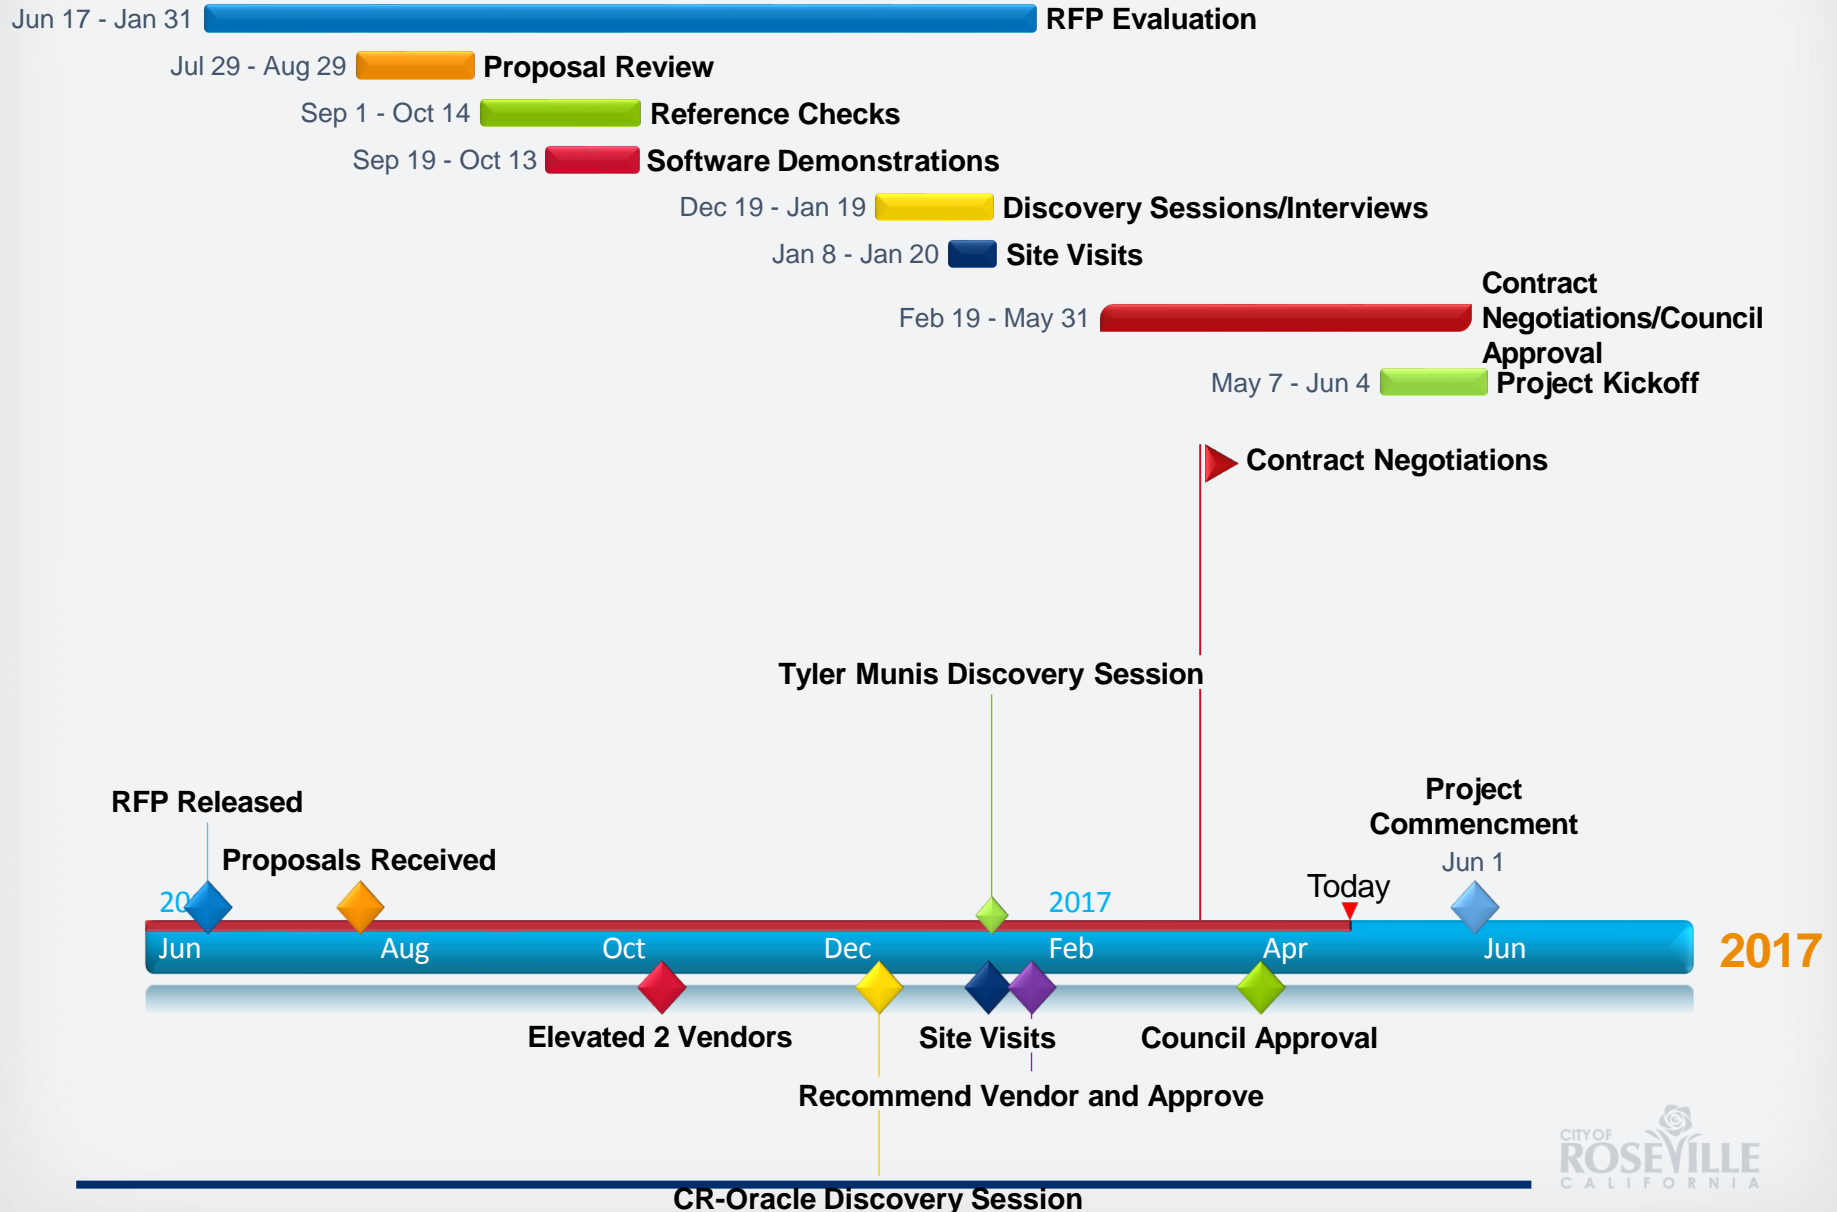 Jun 17 - Jan 31 RFP Evaluation
Jul 29 - Aug 29 Proposal Review
Sep 1 - Oct 14 Reference Checks
Sep 19 - Oct 13 Software Demonstrations
Dec 19 - Jan 19 Discovery Sessions/Interviews
Jan 8 - Jan 20 Site Visits
Contract
Feb 19 - May 31 Negotiations/Council
Approval
May 7 - Jun 4 Project Kickoff
Contract Negotiations
Tyler Munis Discovery Session
RFP Released
Project
Commencment
Proposals Received
Jun 1
Today
20
2017
Jun Aug Oct Dec Feb Apr Jun
2017
Elevated 2 Vendors
Site Visits
Council Approval
Recommend Vendor and Approve
CITY OF
ROSEVILLE
CALIFORNIA
CR-Oracle Discovery Session